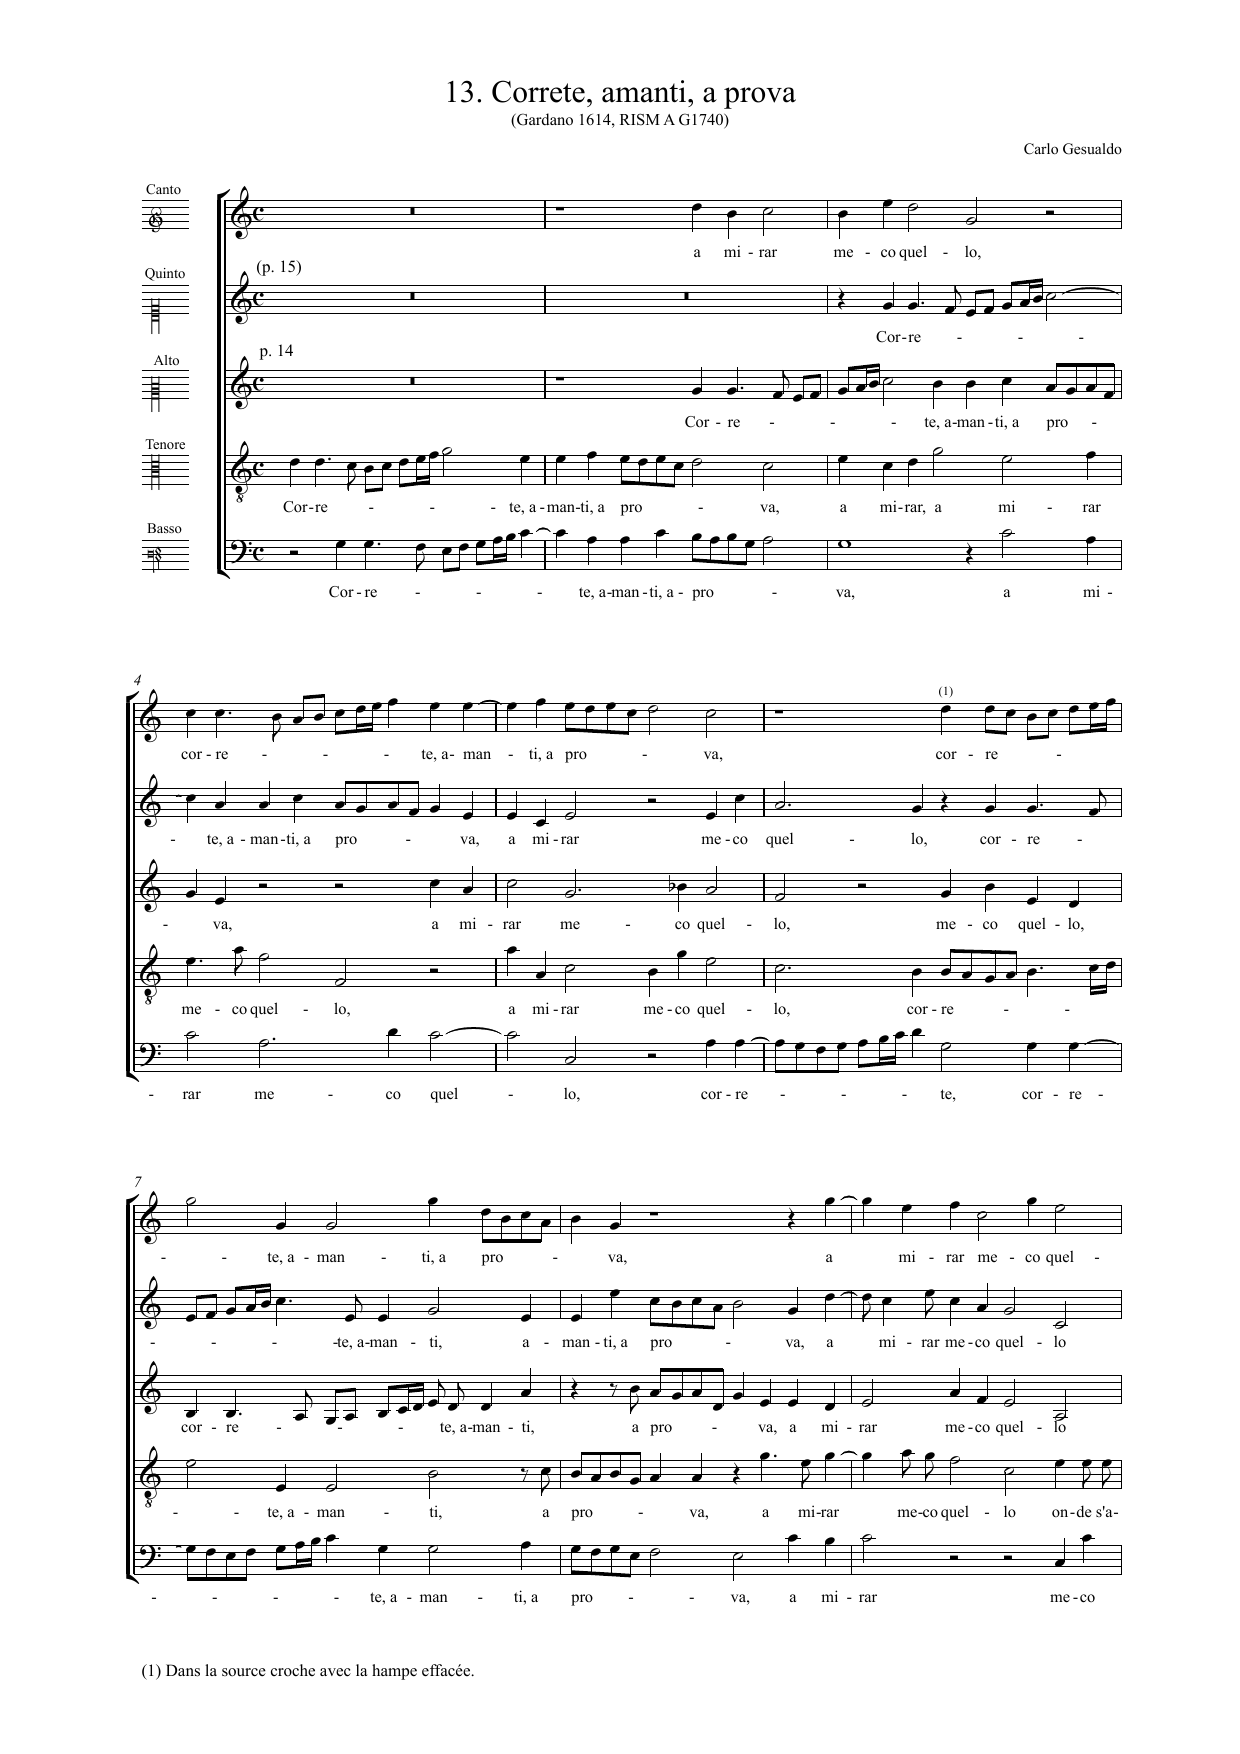 13. Correte, amanti, a prova
(Gardano 1614, RISM A G1740)
Carlo Gesualdo
Canto
a mi - rar me - co quel - lo,
Quinto
(p. 15)
Cor-re - - -
Alto
p. 14
Cor - re - - - te, a-man-ti, a pro -
Tenore
Cor-re - - - te, a-man-ti, a pro - va, a mi-rar, a mi - rar
Basso
Cor-re - - - te, a-man-ti, a- pro - va, a mi -
4
cor - re - - - te, a- man - ti, a pro - va, cor - re - -
(1)
- te, a - man-ti, a pro - va, a mi-rar me-co quel - lo, cor - re -
- va, a mi - rar me - co quel - lo, me - co quel - lo,
me - co quel - lo, a mi-rar me-co quel - lo, cor-re - -
- rar me - co quel - lo, cor-re - - - te, cor - re -
7
- - te, a - man - ti, a pro - va, a mi - rar me - co quel -
- - - -te, a-man - ti, a - man-ti, a pro - va, a mi - rar me-co quel - lo
cor - re - - - te, a-man - ti, a pro - va, a mi - rar me-co quel - lo
- - te, a - man - ti, a pro - va, a mi-rar me-co quel - lo on-de s'a-
- - - - te, a - man - ti, a pro - - va, a mi - rar me-co
(1) Dans la source croche avec la hampe effacée.